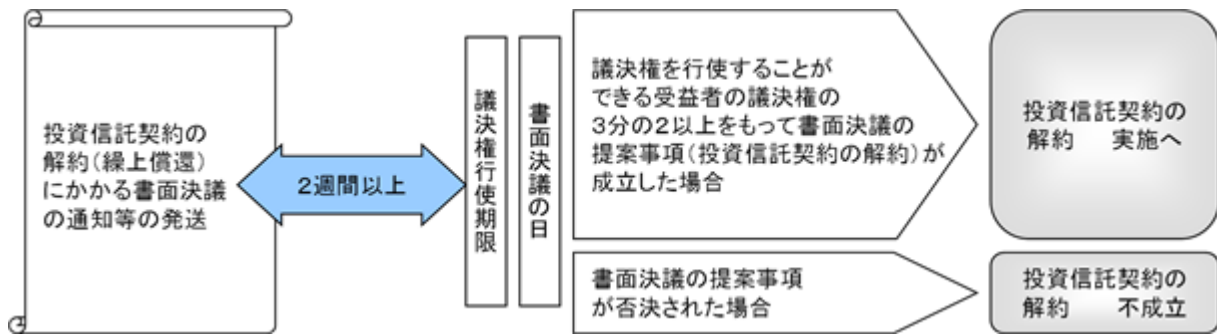 投資信託契約の
解約(繰上償還)
にかかる書面決議
の通知等の発送
２週間以上
議決権行使期限
書面決議の日
議決権を行使することが
できる受益者の議決権の
３分の２以上をもって書面決議の
提案事項(投資信託契約の解約)が
成立した場合
投資信託契約の
解約　実施へ
書面決議の提案事項
が否決された場合
投資信託契約の
解約　不成立